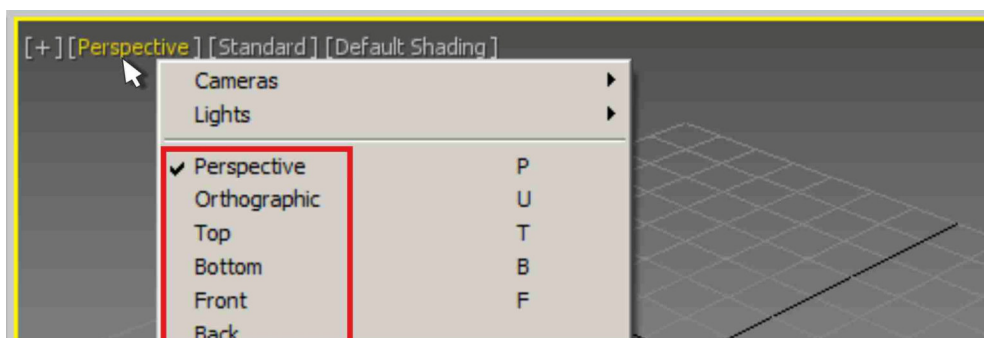 [+][Perspective][Standard][Default Shading]
Cameras
Lights
Perspective P
Orthographic U
Top T
Bottom B
Front F
Back